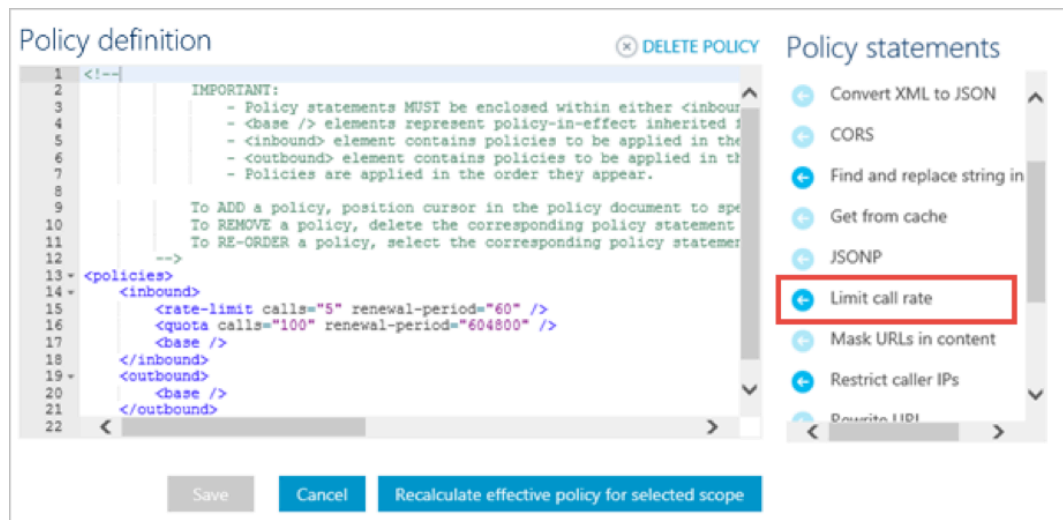 Policy definition
DELETE POLICY
1 <!--
2 IMPORTANT:
3 - Policy statements MUST be enclosed within either <inbour
4 - <base /> elements represent policy-in-effect inherited f
5 - <inbound> element contains policies to be applied in the
6 - <outbound> element contains policies to be applied in th
7 - Policies are applied in the order they appear.
8
9 To ADD a policy, position cursor in the policy document to spe
10 To REMOVE a policy, delete the corresponding policy statement
11 To RE-ORDER a policy, select the corresponding policy statemer
12 -->
13 <policies>
14 <inbound>
15 <rate-limit calls="5" renewal-period="60" />
16 <quota calls="100" renewal-period="604800" />
17 <base />
18 </inbound>
19 <outbound>
20 <base />
21 </outbound>
22
Policy statements
Convert XML to JSON
CORS
Find and replace string in
Get from cache
JSONP
Limit call rate
Mask URLs in content
Restrict caller IPs
Rewrite URL
Save
Cancel
Recalculate effective policy for selected scope